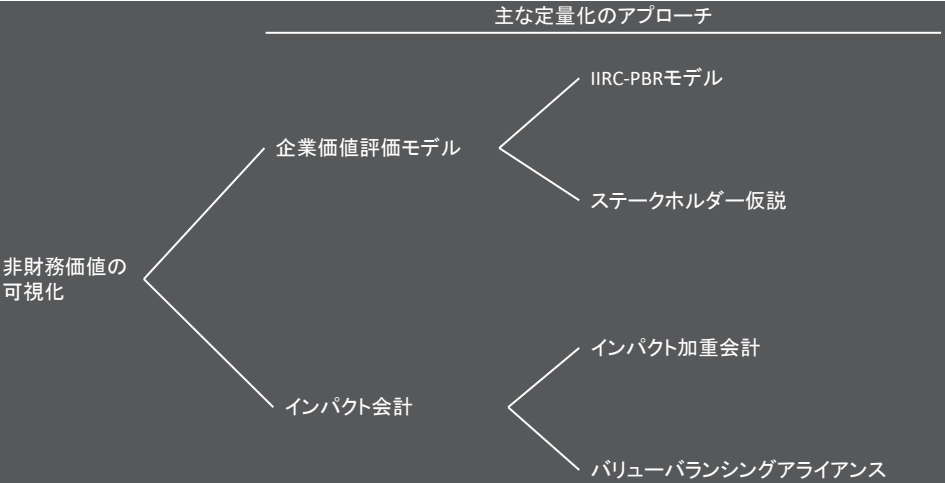 主な定量化のアプローチ
IIRC-PBRモデル
企業価値評価モデル
ステークホルダー仮説
非財務価値の
可視化
インパクト加重会計
インパクト会計
バリューバランシングアライアンス